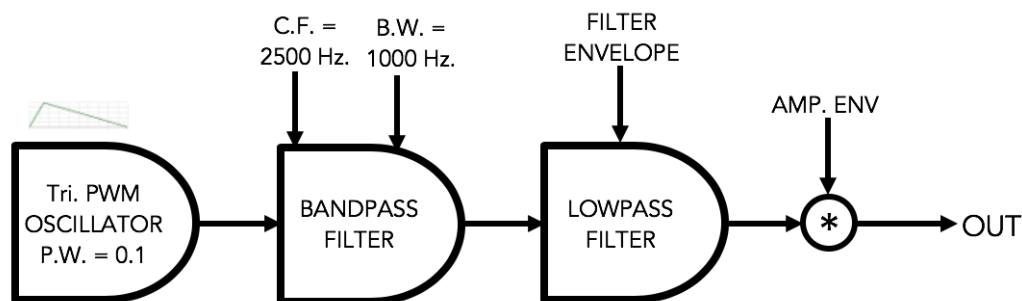 C.F. =
2500 Hz.
B.W. =
1000 Hz.
FILTER
ENVELOPE
AMP. ENV
Tri. PWM
OSCILLATOR
P.W. = 0.1
BANDPASS
FILTER
LOWPASS
FILTER
*
OUT